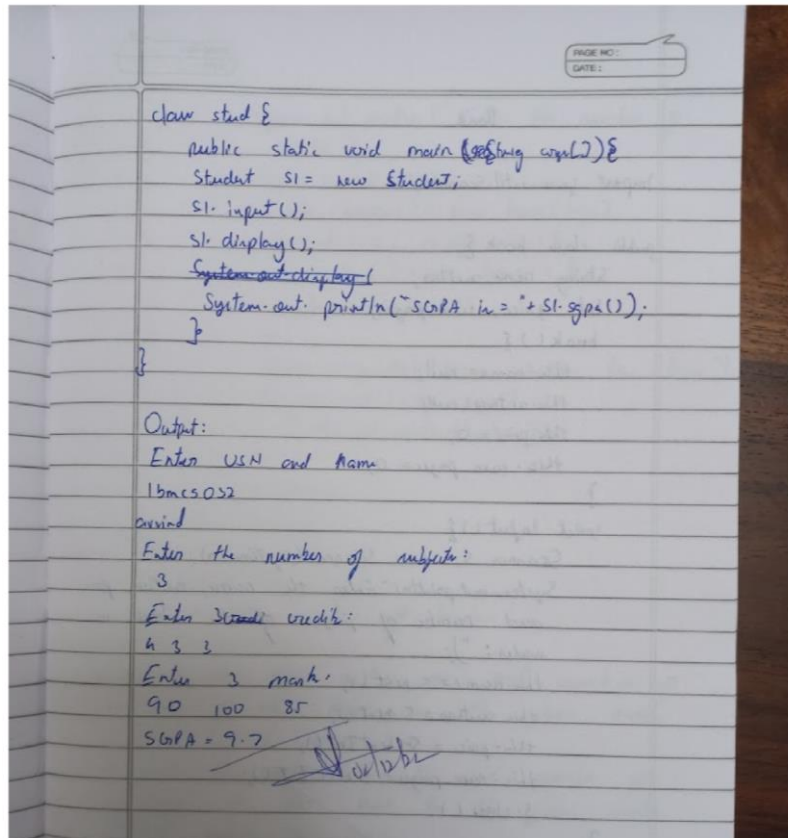 PAGE NO:
DATE:
class stud {
public static void main (String args[]) {
Student S1 = new Student;
S1. input();
S1. display();
System.out.display(
System.out. println("SGPA is = "+ S1.sgpa());
}
}
Output:
Enter USN and Name
1bmcs052
arvind
Enter the number of subjects:
3
Enter 3 credits:
4 3 3
Enter 3 marks.
90 100 85
SGPA = 9.7